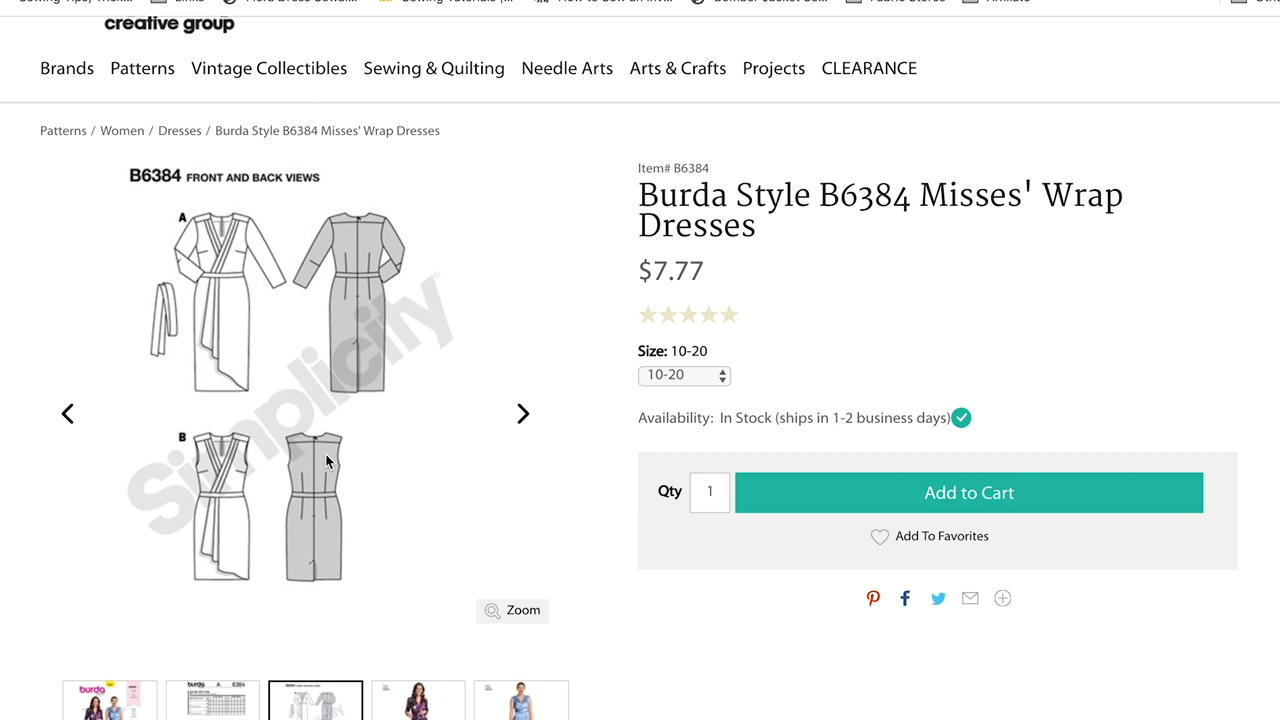 creative group
Brands Patterns Vintage Collectibles Sewing & Quilting Needle Arts Arts & Crafts Projects CLEARANCE
Patterns / Women / Dresses / Burda Style B6384 Misses' Wrap Dresses
B6384 FRONT AND BACK VIEWS
A
B
Simplicity
Zoom
burda
A 6384
Item# B6384
Burda Style B6384 Misses' Wrap
Dresses
$7.77
Size: 10-20
10-20
Availability: In Stock (ships in 1-2 business days)
Qty 1 Add to Cart
Add To Favorites